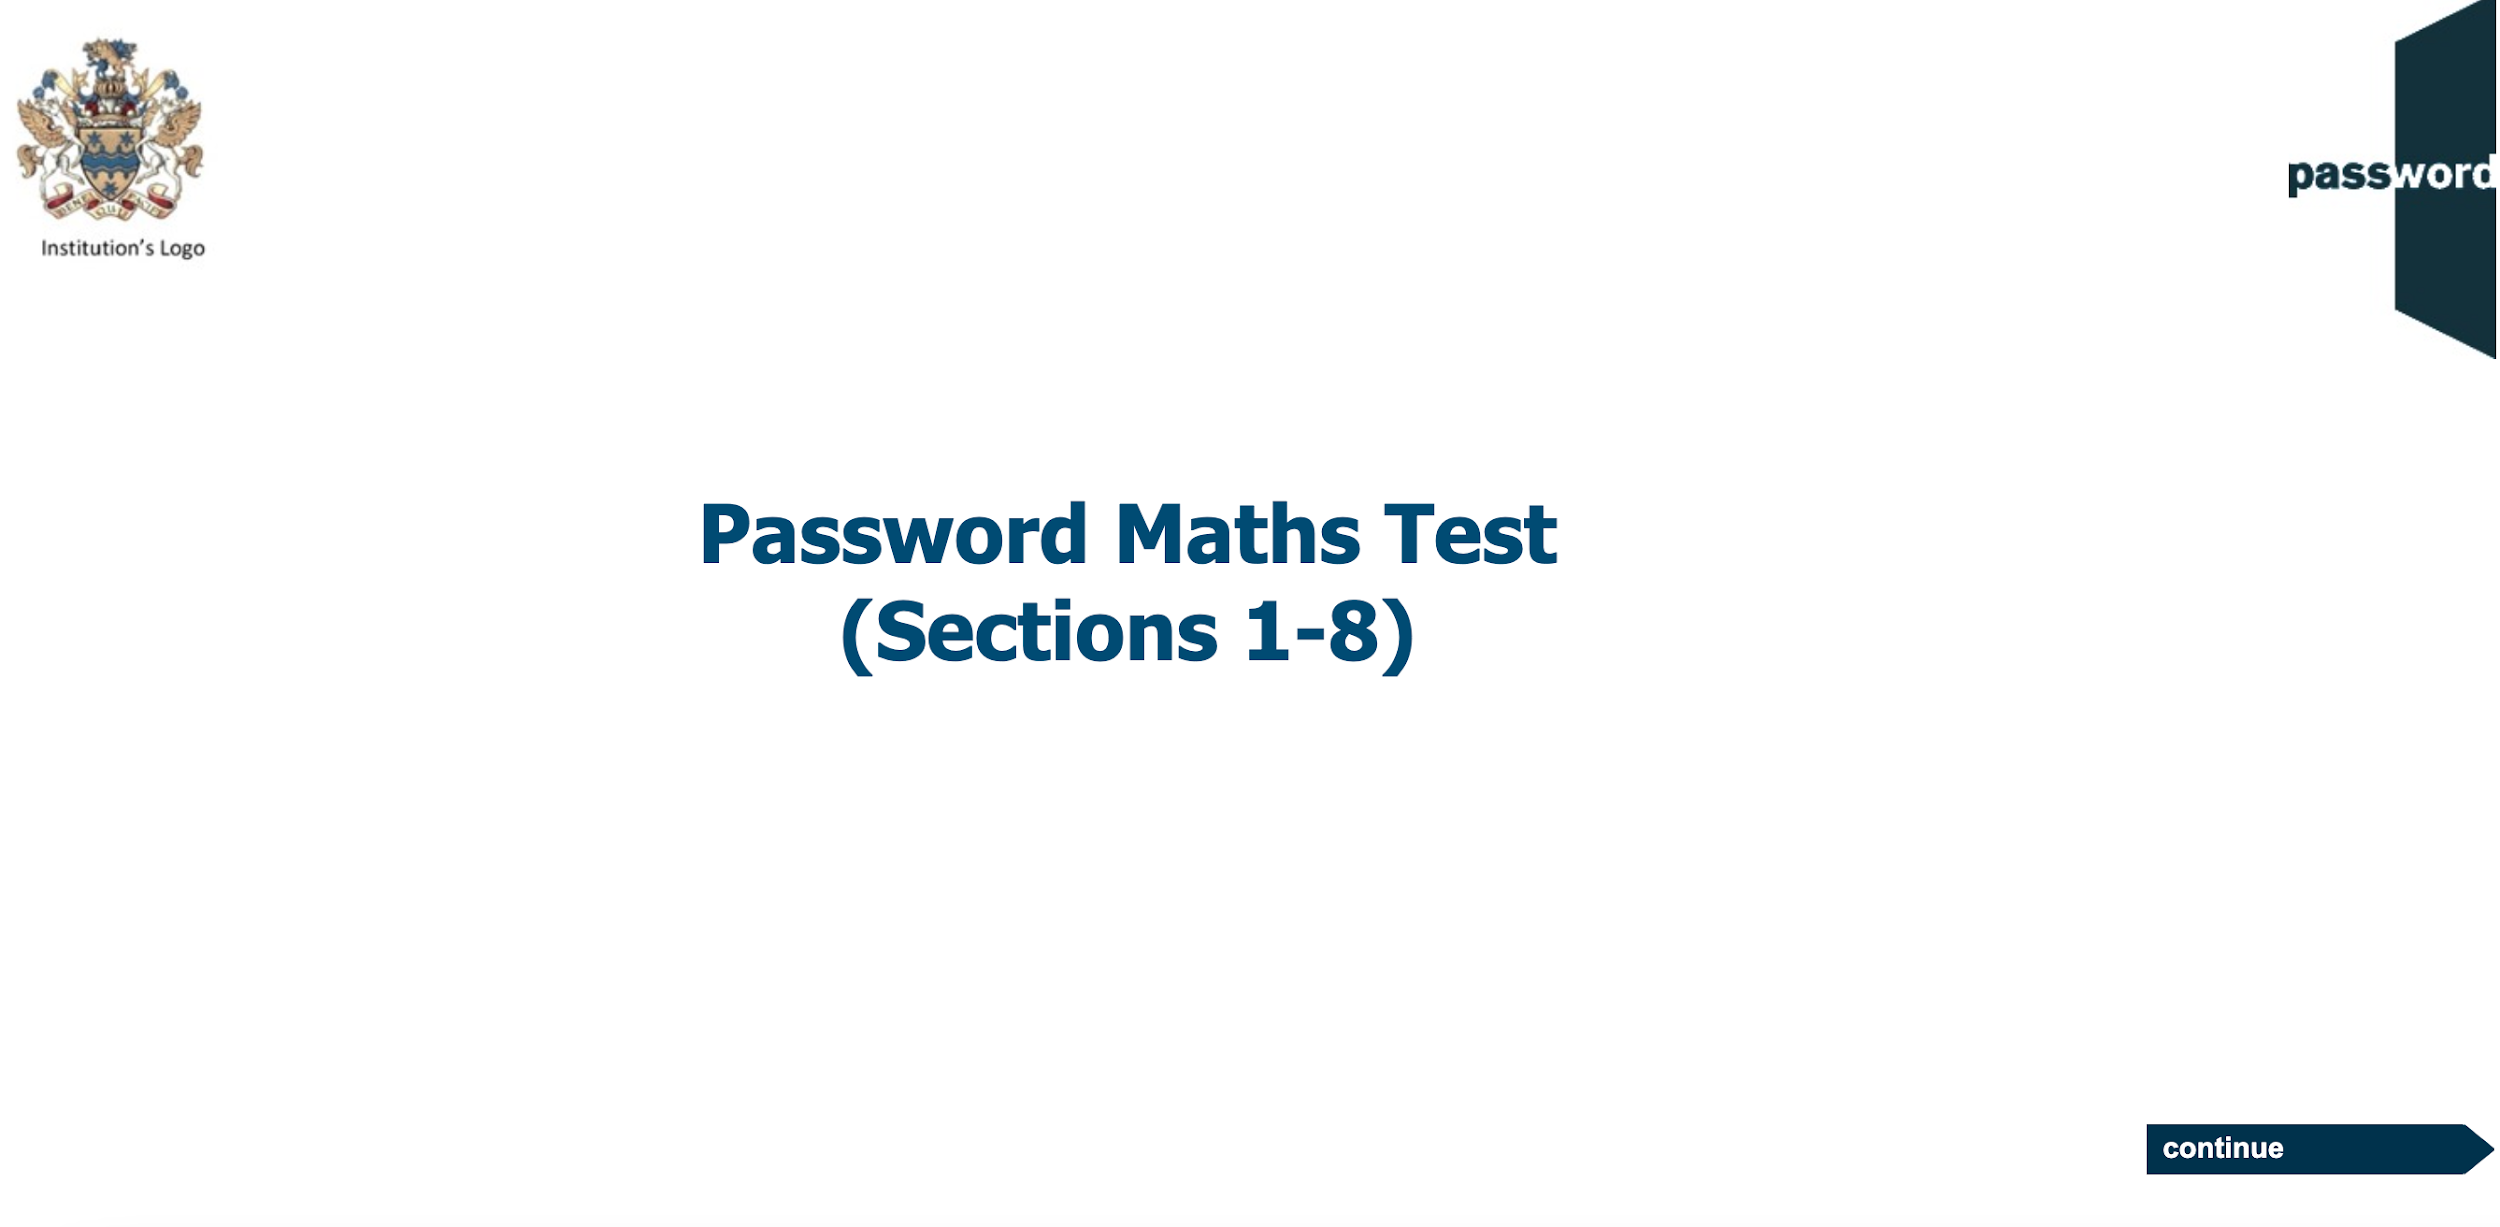 Institution's Logo
password
Password Maths Test
(Sections 1-8)
continue